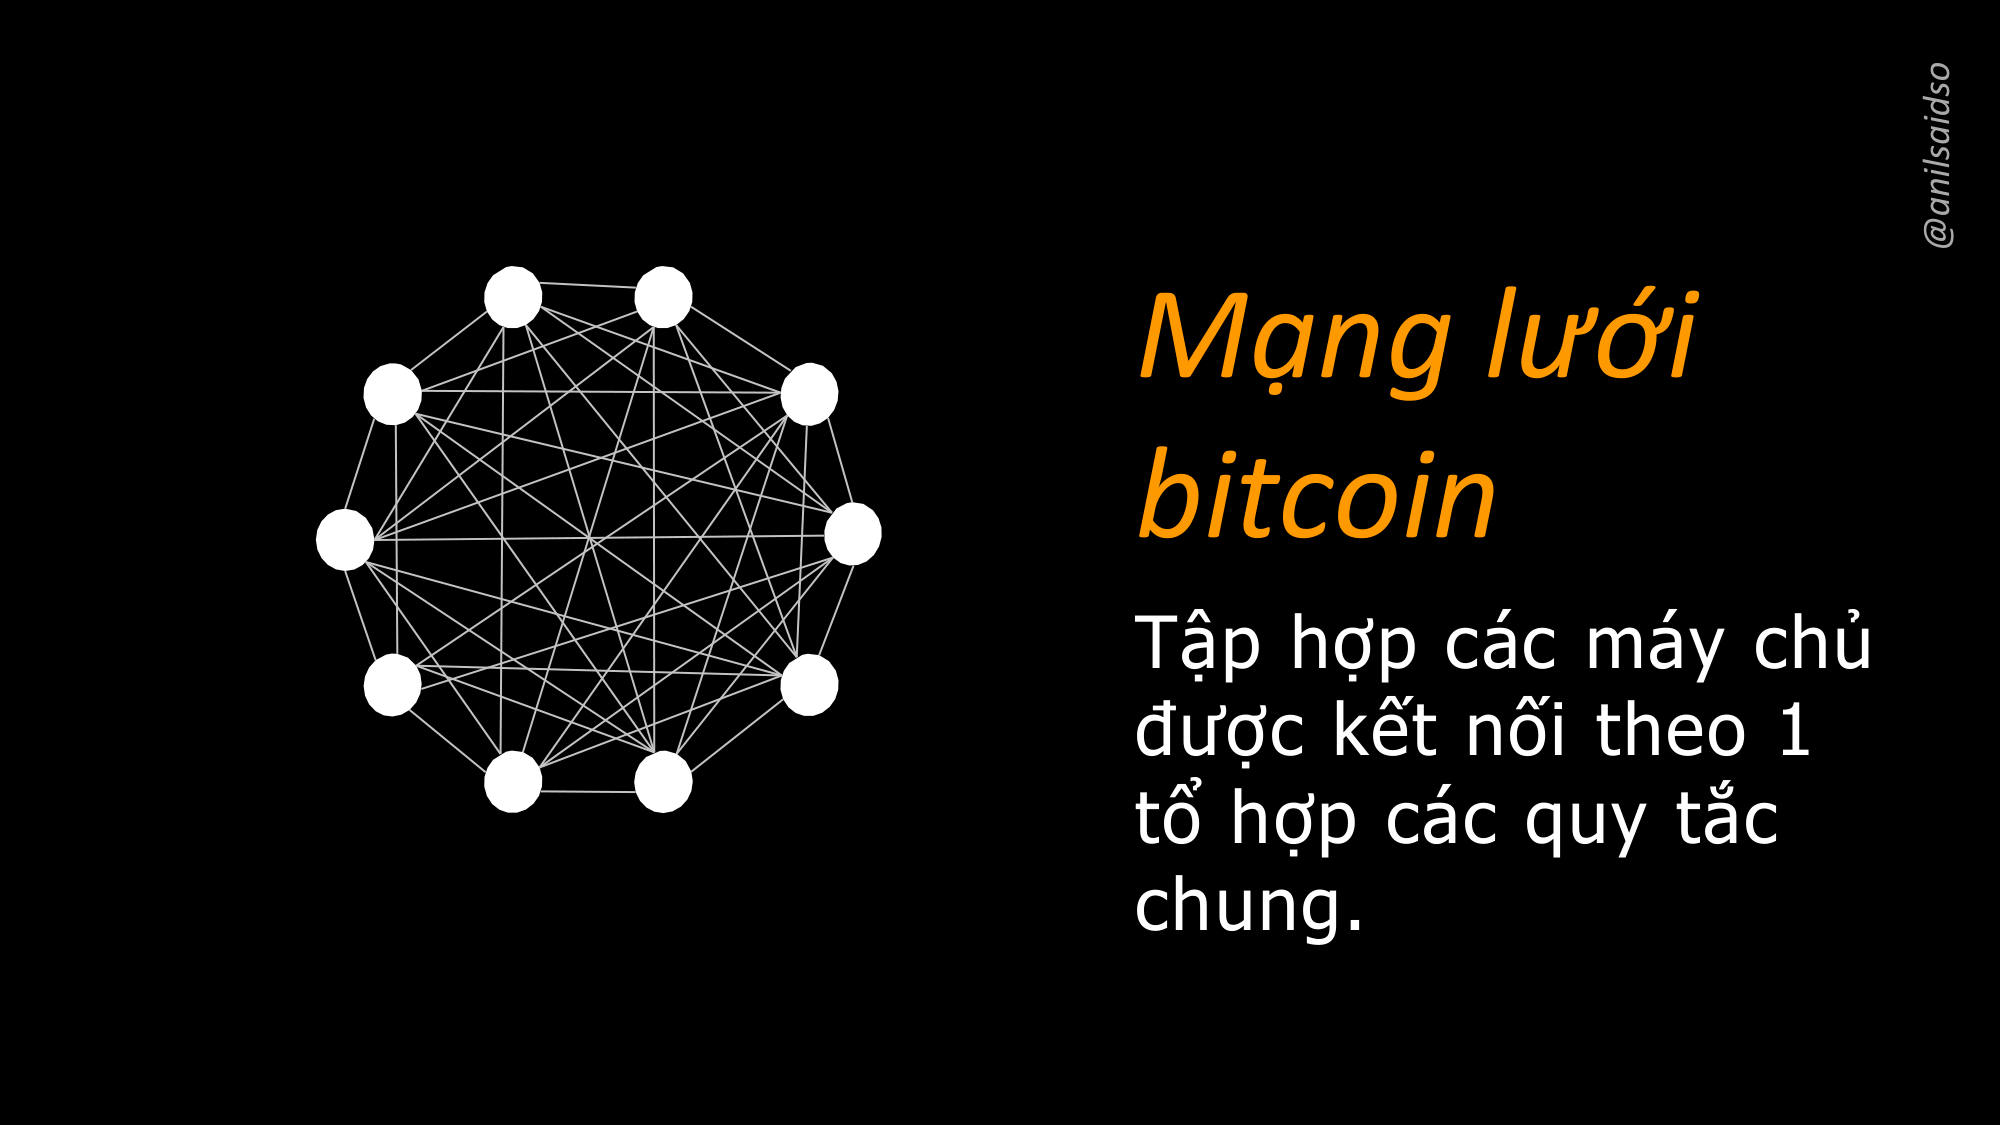 @anilsaidso
Mạng lưới
bitcoin
Tập hợp các máy chủ
được kết nối theo 1
tổ hợp các quy tắc
chung.